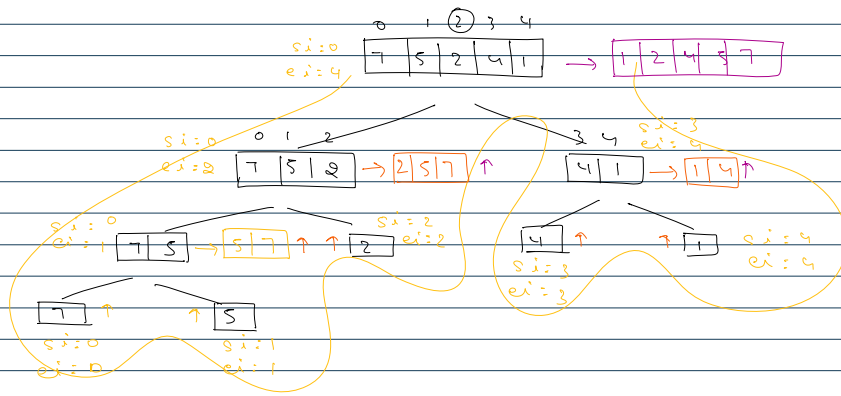 0 1 2 3 4
si=0
ei=4
7 5 2 4 1 → 1 2 4 5 7
si=0
ei=2
0 1 2
7 5 2 → 2 5 7 ↑
3 4
si=3
ei=4
4 1 → 1 4 ↑
si=0
ei=1
7 5 → 5 7 ↑
↑ 2
si=2
ei=2
4 ↑
si=3
ei=3
↑ 1
si=4
ei=4
7 ↑
si=0
ei=0
↑ 5
si=1
ei=1